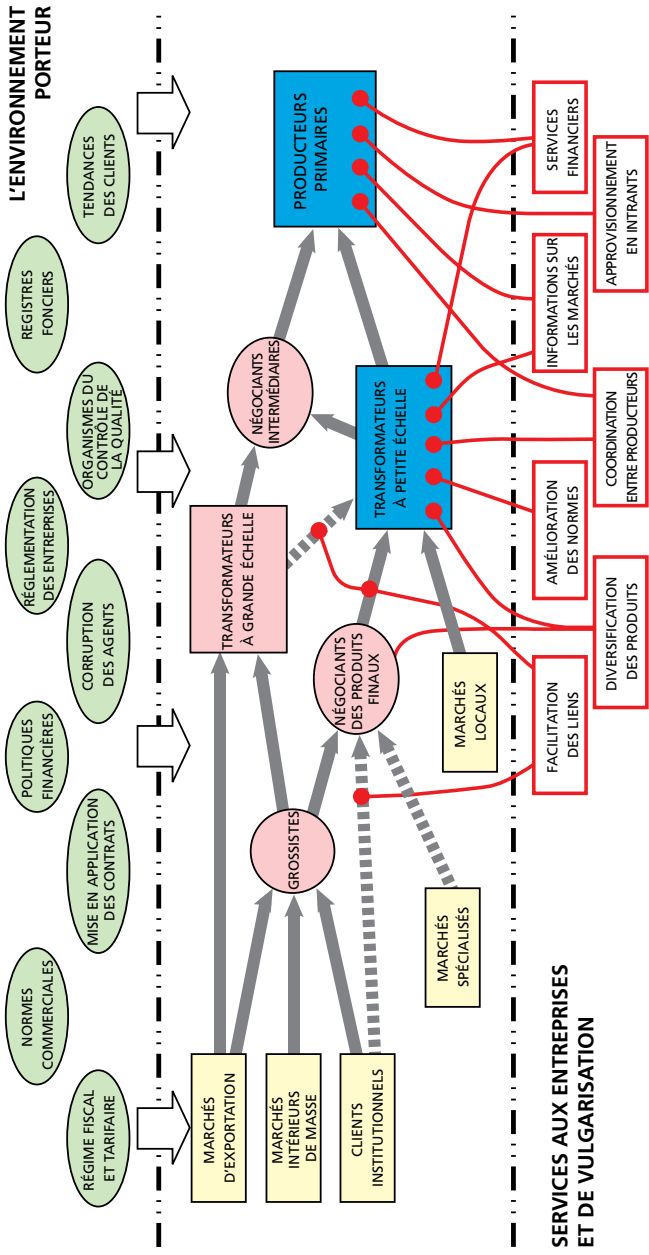 L'ENVIRONNEMENT
PORTEUR
RÉGIME FISCAL
ET TARIFAIRE
NORMES
COMMERCIALES
MISE EN APPLICATION
DES CONTRATS
POLITIQUES
FINANCIÈRES
CORRUPTION
DES AGENTS
RÉGLEMENTATION
DES ENTREPRISES
ORGANISMES DU
CONTRÔLE DE
LA QUALITÉ
REGISTRES
FONCIERS
TENDANCES
DES CLIENTS
MARCHÉS
D'EXPORTATION
MARCHÉS
INTÉRIEURS
DE MASSE
CLIENTS
INSTITUTIONNELS
MARCHÉS
SPÉCIALISÉS
MARCHÉS
LOCAUX
GROSSISTES
NÉGOCIANTS
DES PRODUITS
FINAUX
TRANSFORMATEURS
À GRANDE ÉCHELLE
NÉGOCIANTS
INTERMÉDIAIRES
TRANSFORMATEURS
À PETITE ÉCHELLE
PRODUCTEURS
PRIMAIRES
SERVICES AUX ENTREPRISES
ET DE VULGARISATION
FACILITATION
DES LIENS
DIVERSIFICATION
DES PRODUITS
AMÉLIORATION
DES NORMES
COORDINATION
ENTRE PRODUCTEURS
INFORMATIONS SUR
LES MARCHÉS
APPROVISIONNEMENT
EN INTRANTS
SERVICES
FINANCIERS